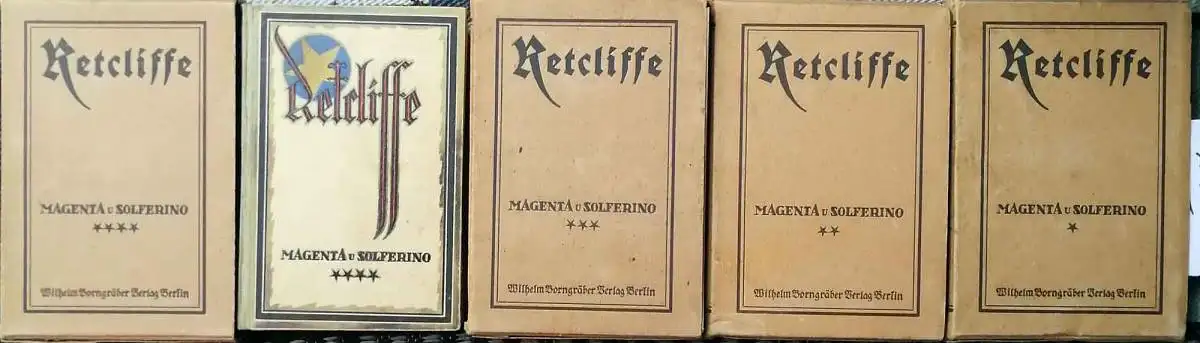 Retcliffe
MAGENTA u SOLFERINO
★★★★
Wilhelm Borngräber Verlag Berlin
Retcliffe
MAGENTA u SOLFERINO
★★★★
Retcliffe
MAGENTA u SOLFERINO
★★★
Wilhelm Borngräber Verlag Berlin
Retcliffe
MAGENTA u SOLFERINO
★★
Wilhelm Borngräber Verlag Berlin
Retcliffe
MAGENTA u SOLFERINO
★
Wilhelm Borngräber Verlag Berlin